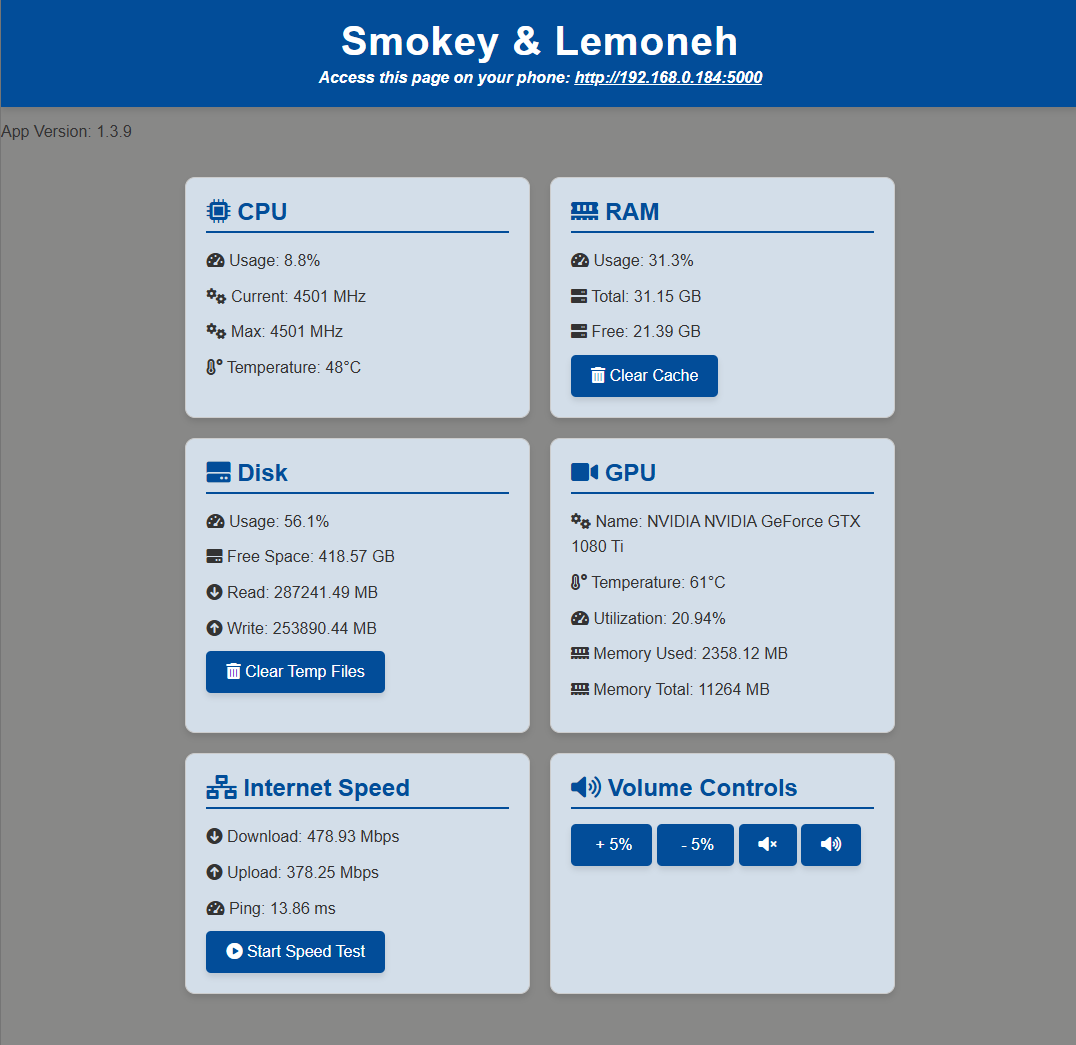 Smokey & Lemoneh
Access this page on your phone: http://192.168.0.184:5000
App Version: 1.3.9
CPU
Usage: 8.8%
Current: 4501 MHz
Max: 4501 MHz
Temperature: 48°C
RAM
Usage: 31.3%
Total: 31.15 GB
Free: 21.39 GB
Clear Cache
Disk
Usage: 56.1%
Free Space: 418.57 GB
Read: 287241.49 MB
Write: 253890.44 MB
Clear Temp Files
GPU
Name: NVIDIA NVIDIA GeForce GTX
1080 Ti
Temperature: 61°C
Utilization: 20.94%
Memory Used: 2358.12 MB
Memory Total: 11264 MB
Internet Speed
Download: 478.93 Mbps
Upload: 378.25 Mbps
Ping: 13.86 ms
Start Speed Test
Volume Controls
+ 5% - 5%